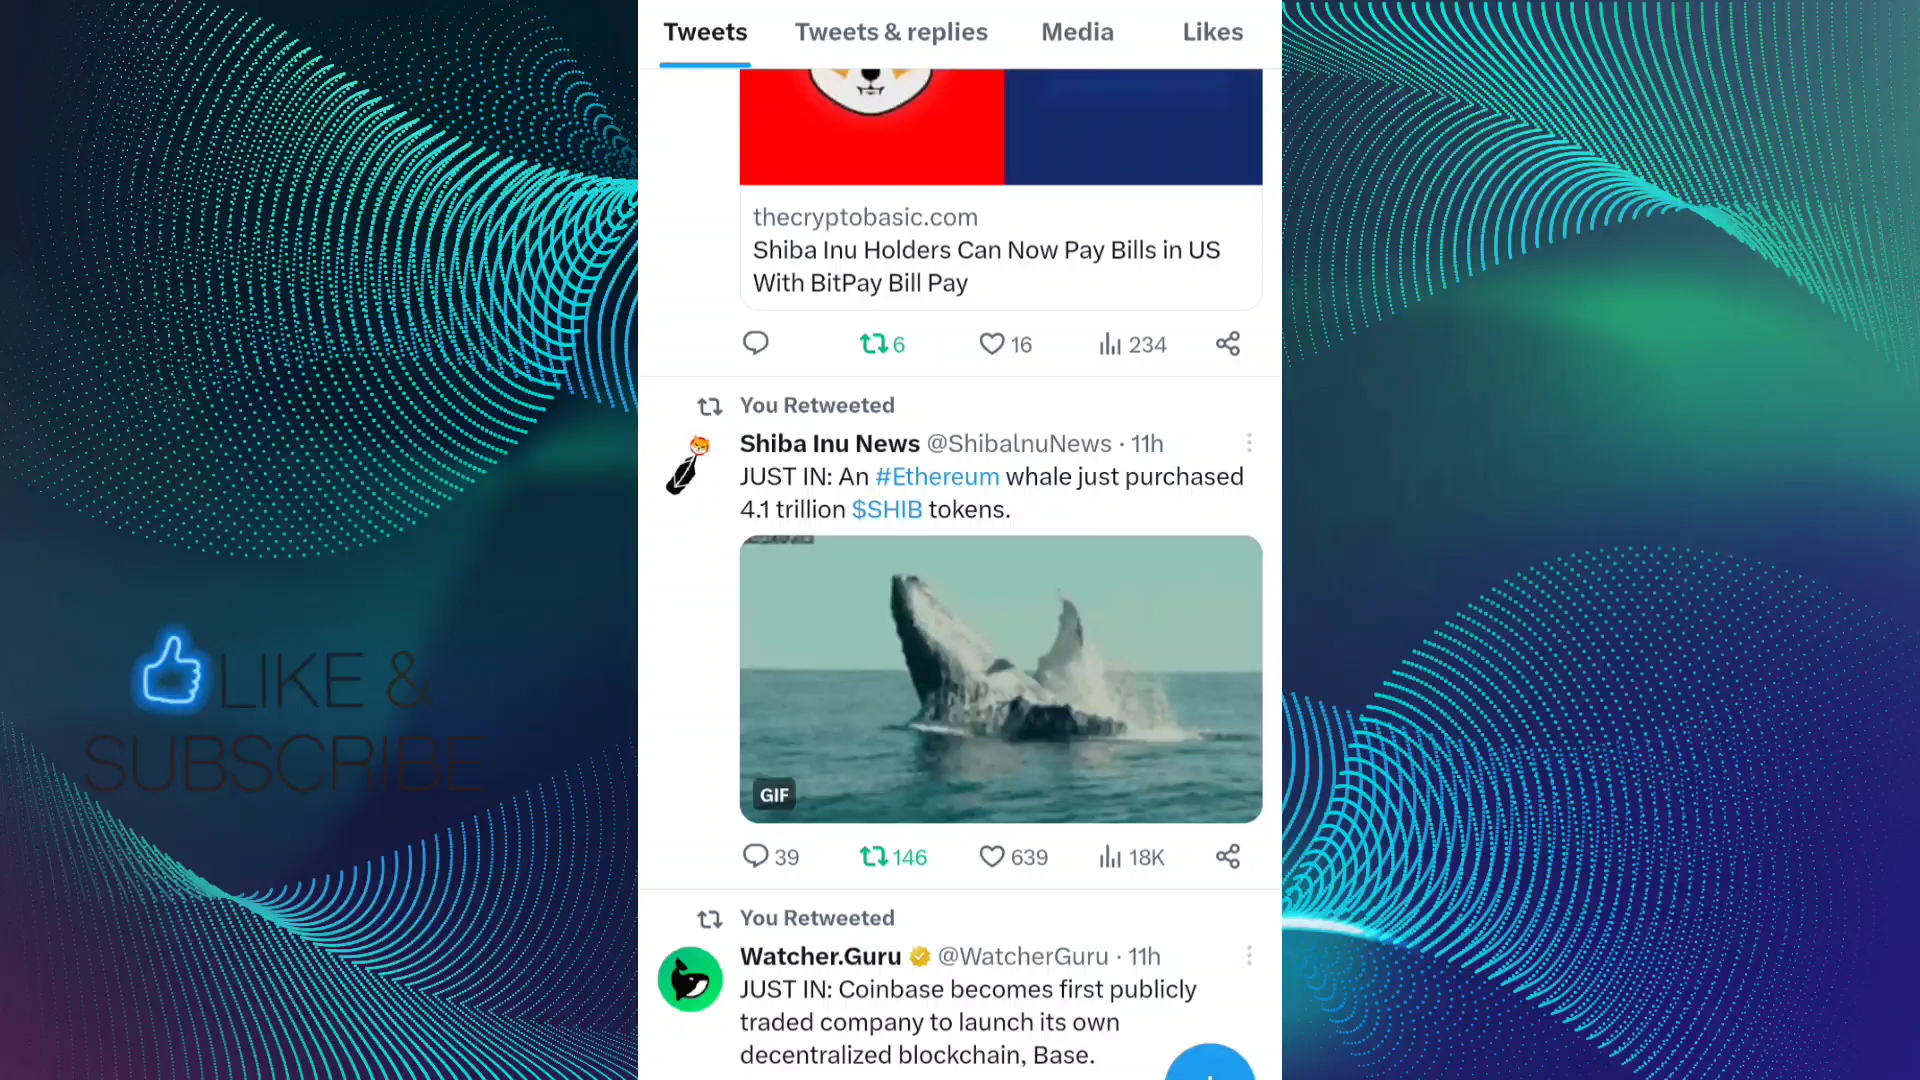 Tweets
Tweets & replies
Media
Likes
thecryptobasic.com
Shiba Inu Holders Can Now Pay Bills in US
With BitPay Bill Pay
6
16
234
You Retweeted
Shiba Inu News @ShibaInuNews · 11h
JUST IN: An #Ethereum whale just purchased
4.1 trillion $SHIB tokens.
GIF
39
146
639
18K
LIKE &
SUBSCRIBE
You Retweeted
Watcher.Guru @WatcherGuru · 11h
JUST IN: Coinbase becomes first publicly
traded company to launch its own
decentralized blockchain, Base.